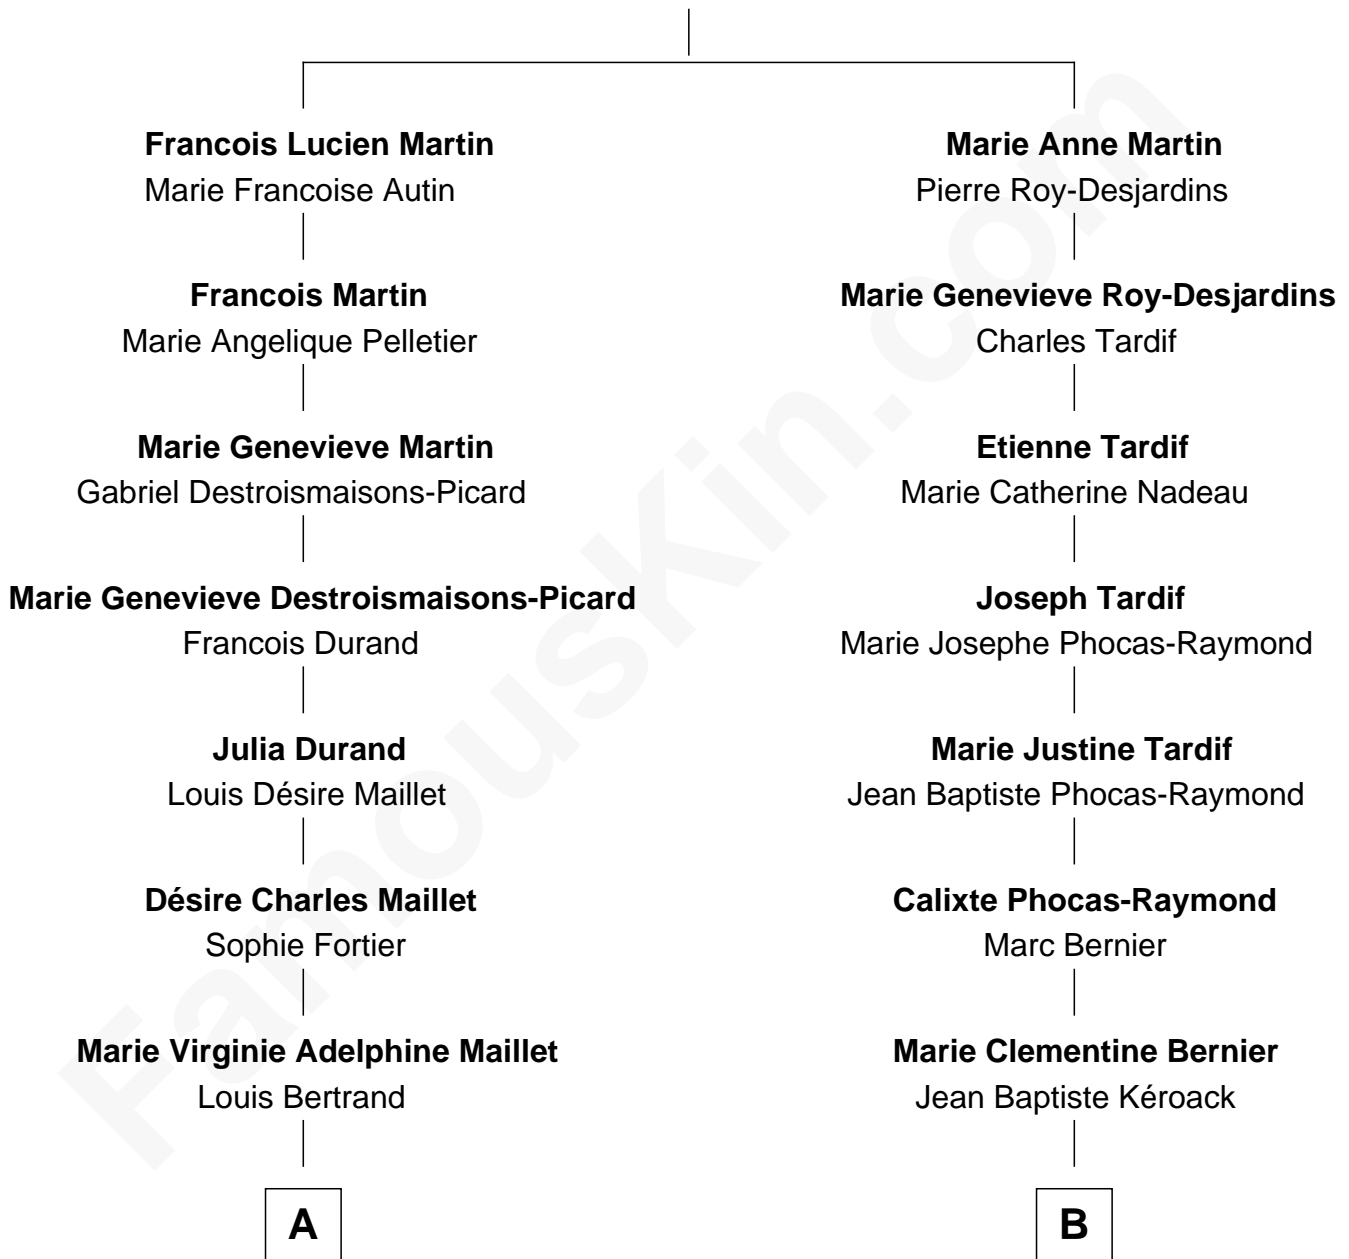 Francois Lucien Martin
Marie Francoise Autin
Francois Martin
Marie Angelique Pelletier
Marie Genevieve Martin
Gabriel Destroismaisons-Picard
Marie Genevieve Destroismaisons-Picard
Francois Durand
Julia Durand
Louis Désire Maillet
Désire Charles Maillet
Sophie Fortier
Marie Virginie Adelphine Maillet
Louis Bertrand
A
Marie Anne Martin
Pierre Roy-Desjardins
Marie Genevieve Roy-Desjardins
Charles Tardif
Etienne Tardif
Marie Catherine Nadeau
Joseph Tardif
Marie Josephe Phocas-Raymond
Marie Justine Tardif
Jean Baptiste Phocas-Raymond
Calixte Phocas-Raymond
Marc Bernier
Marie Clementine Bernier
Jean Baptiste Kéroack
B
FamousKin.com